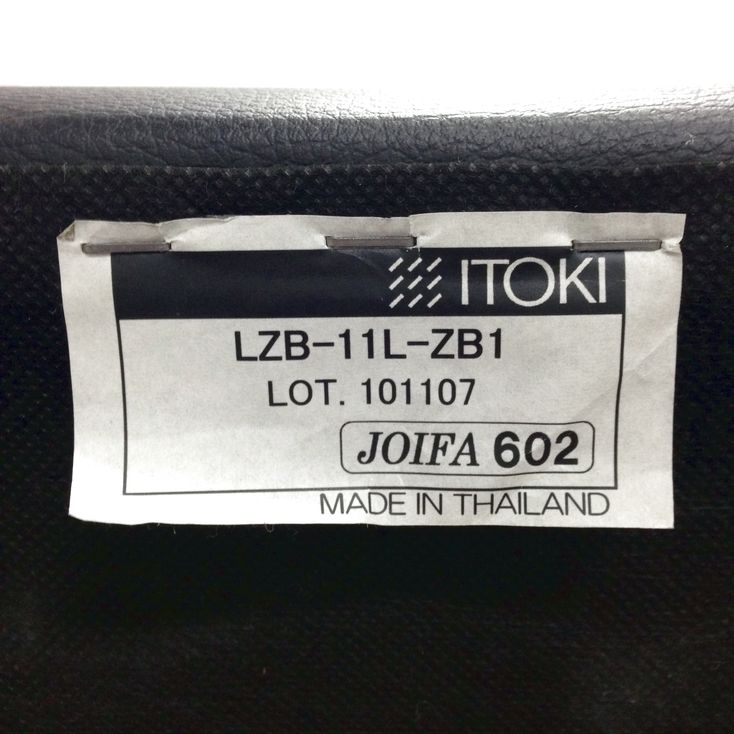 ITOKI
LZB-11L-ZB1
LOT. 101107
JOIFA 602
MADE IN THAILAND